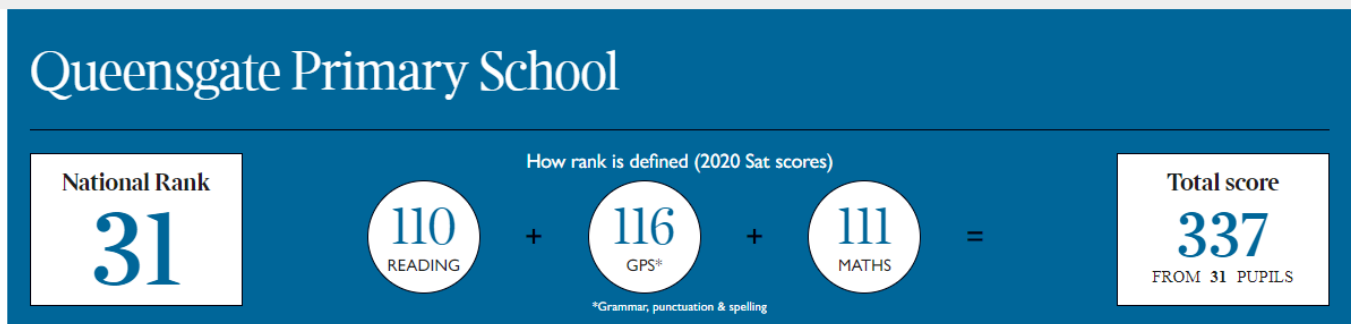 Queensgate Primary School
National Rank
31
How rank is defined (2020 Sat scores)
110
READING
+
116
GPS*
+
111
MATHS
=
*Grammar, punctuation & spelling
Total score
337
FROM 31 PUPILS